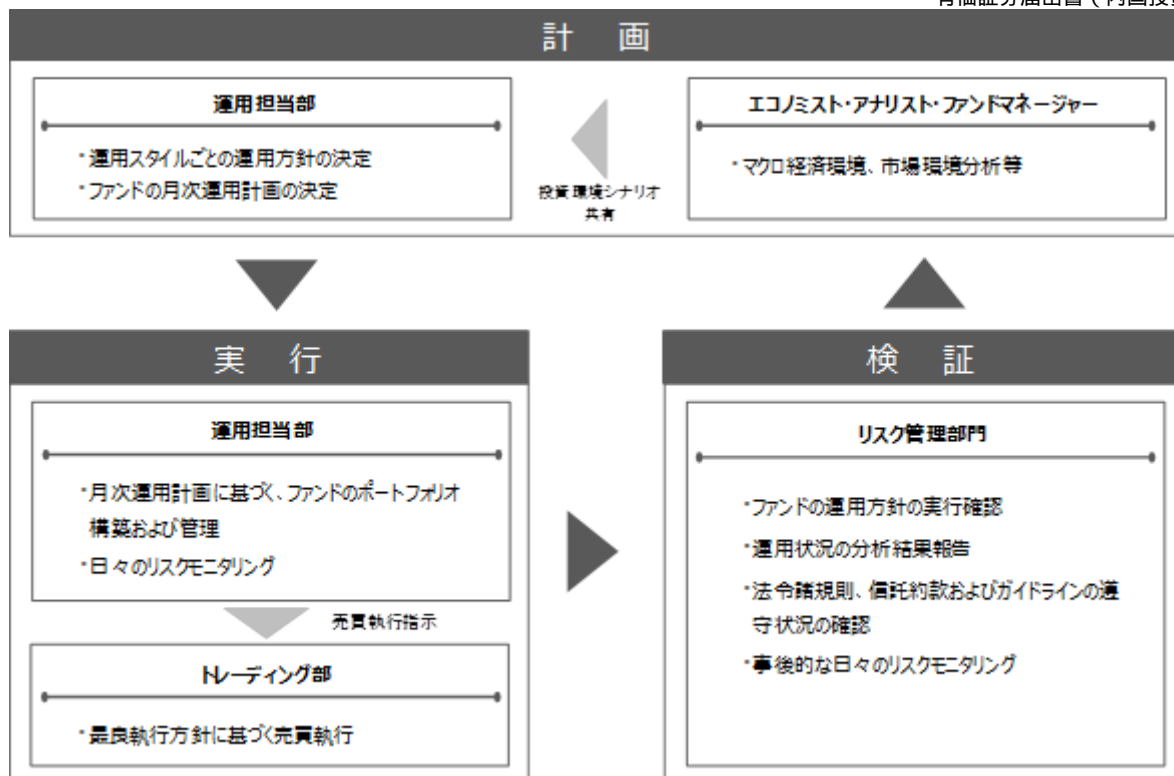 計 画
運用担当部
・運用スタイルごとの運用方針の決定
・ファンドの月次運用計画の決定
投資環境シナリオ
共有
エコノミスト・アナリスト・ファンドマネージャー
・マクロ経済環境、市場環境分析等
実 行
運用担当部
・月次運用計画に基づく、ファンドのポートフォリオ
構築および管理
・日々のリスクモニタリング
売買執行指示
トレーディング部
・最良執行方針に基づく売買執行
検 証
リスク管理部門
・ファンドの運用方針の実行確認
・運用状況の分析結果報告
・法令諸規則、信託約款およびガイドラインの遵
守状況の確認
・事後的な日々のリスクモニタリング